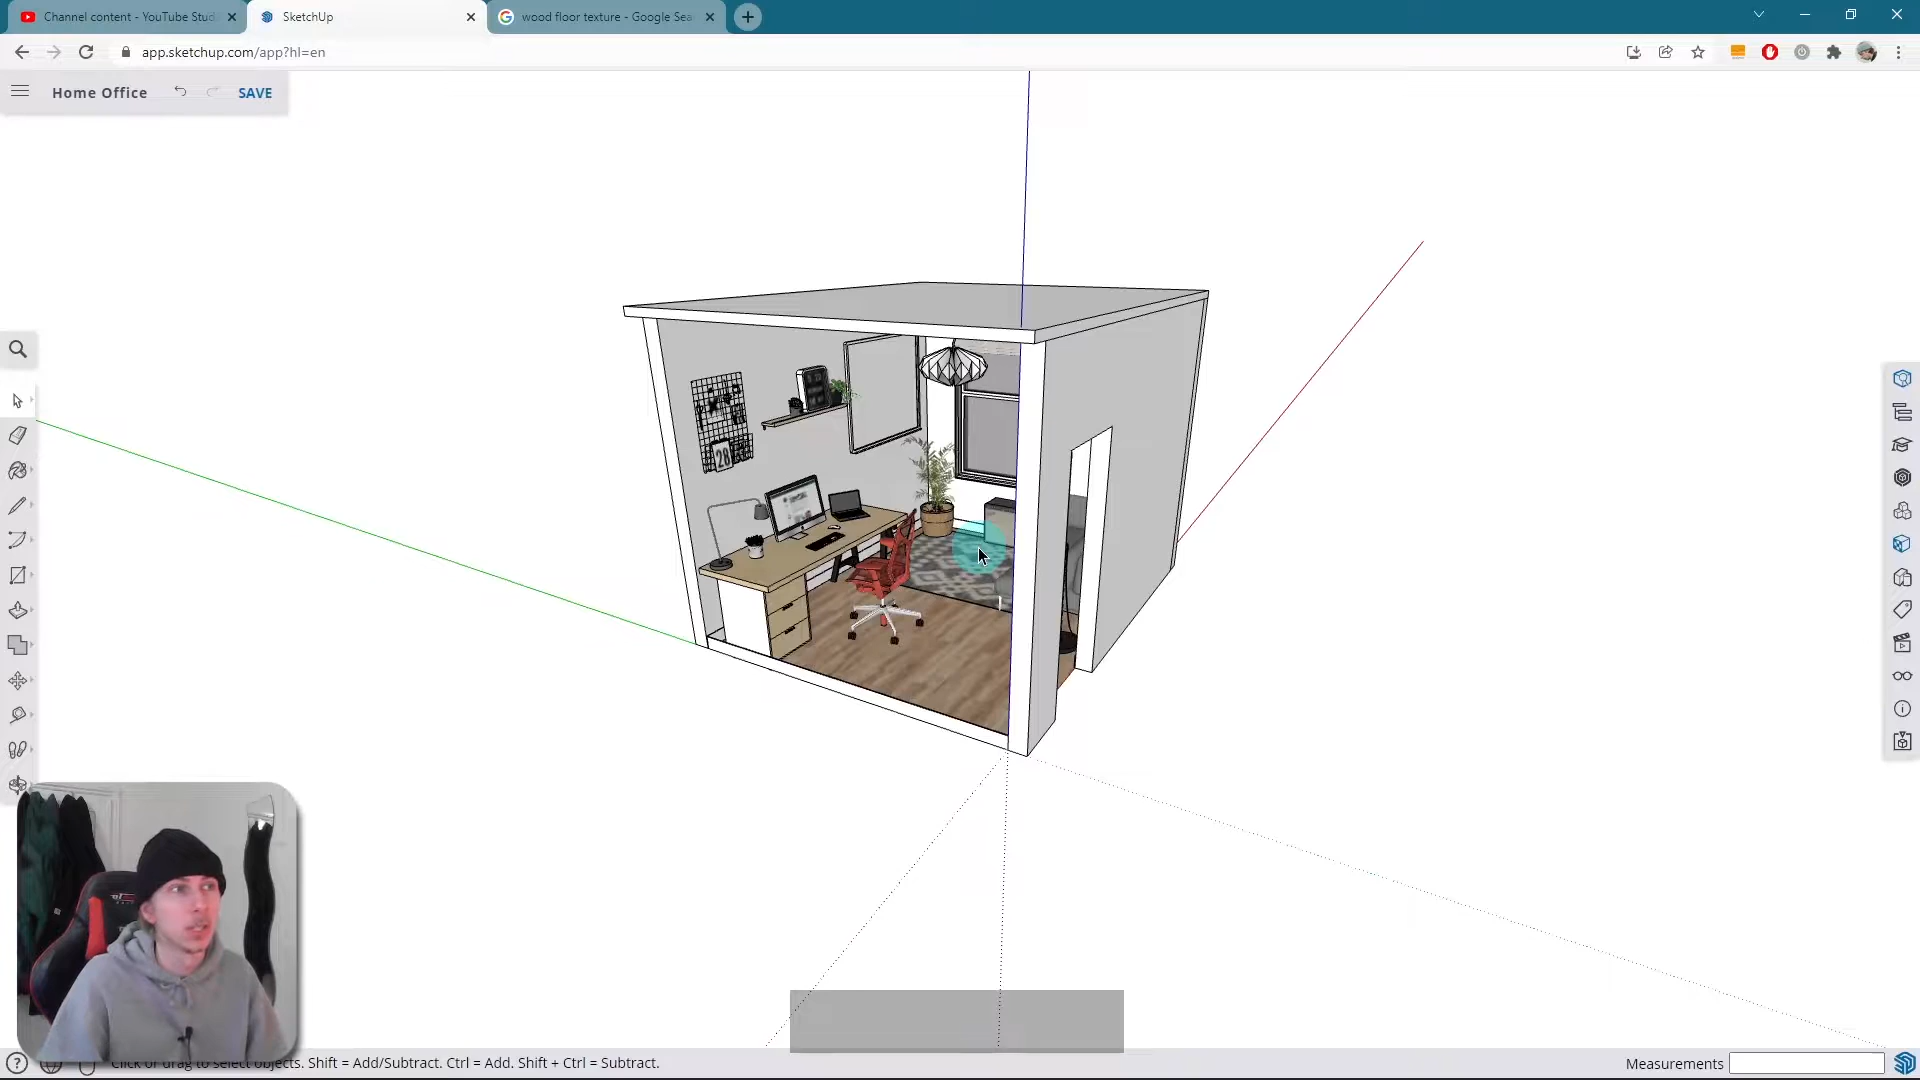 Channel content - YouTube Stud
SketchUp
wood floor texture - Google Sea
app.sketchup.com/app?hl=en
Home Office
SAVE
28
Click or drag to select objects. Shift = Add/Subtract. Ctrl = Add. Shift + Ctrl = Subtract.
Measurements